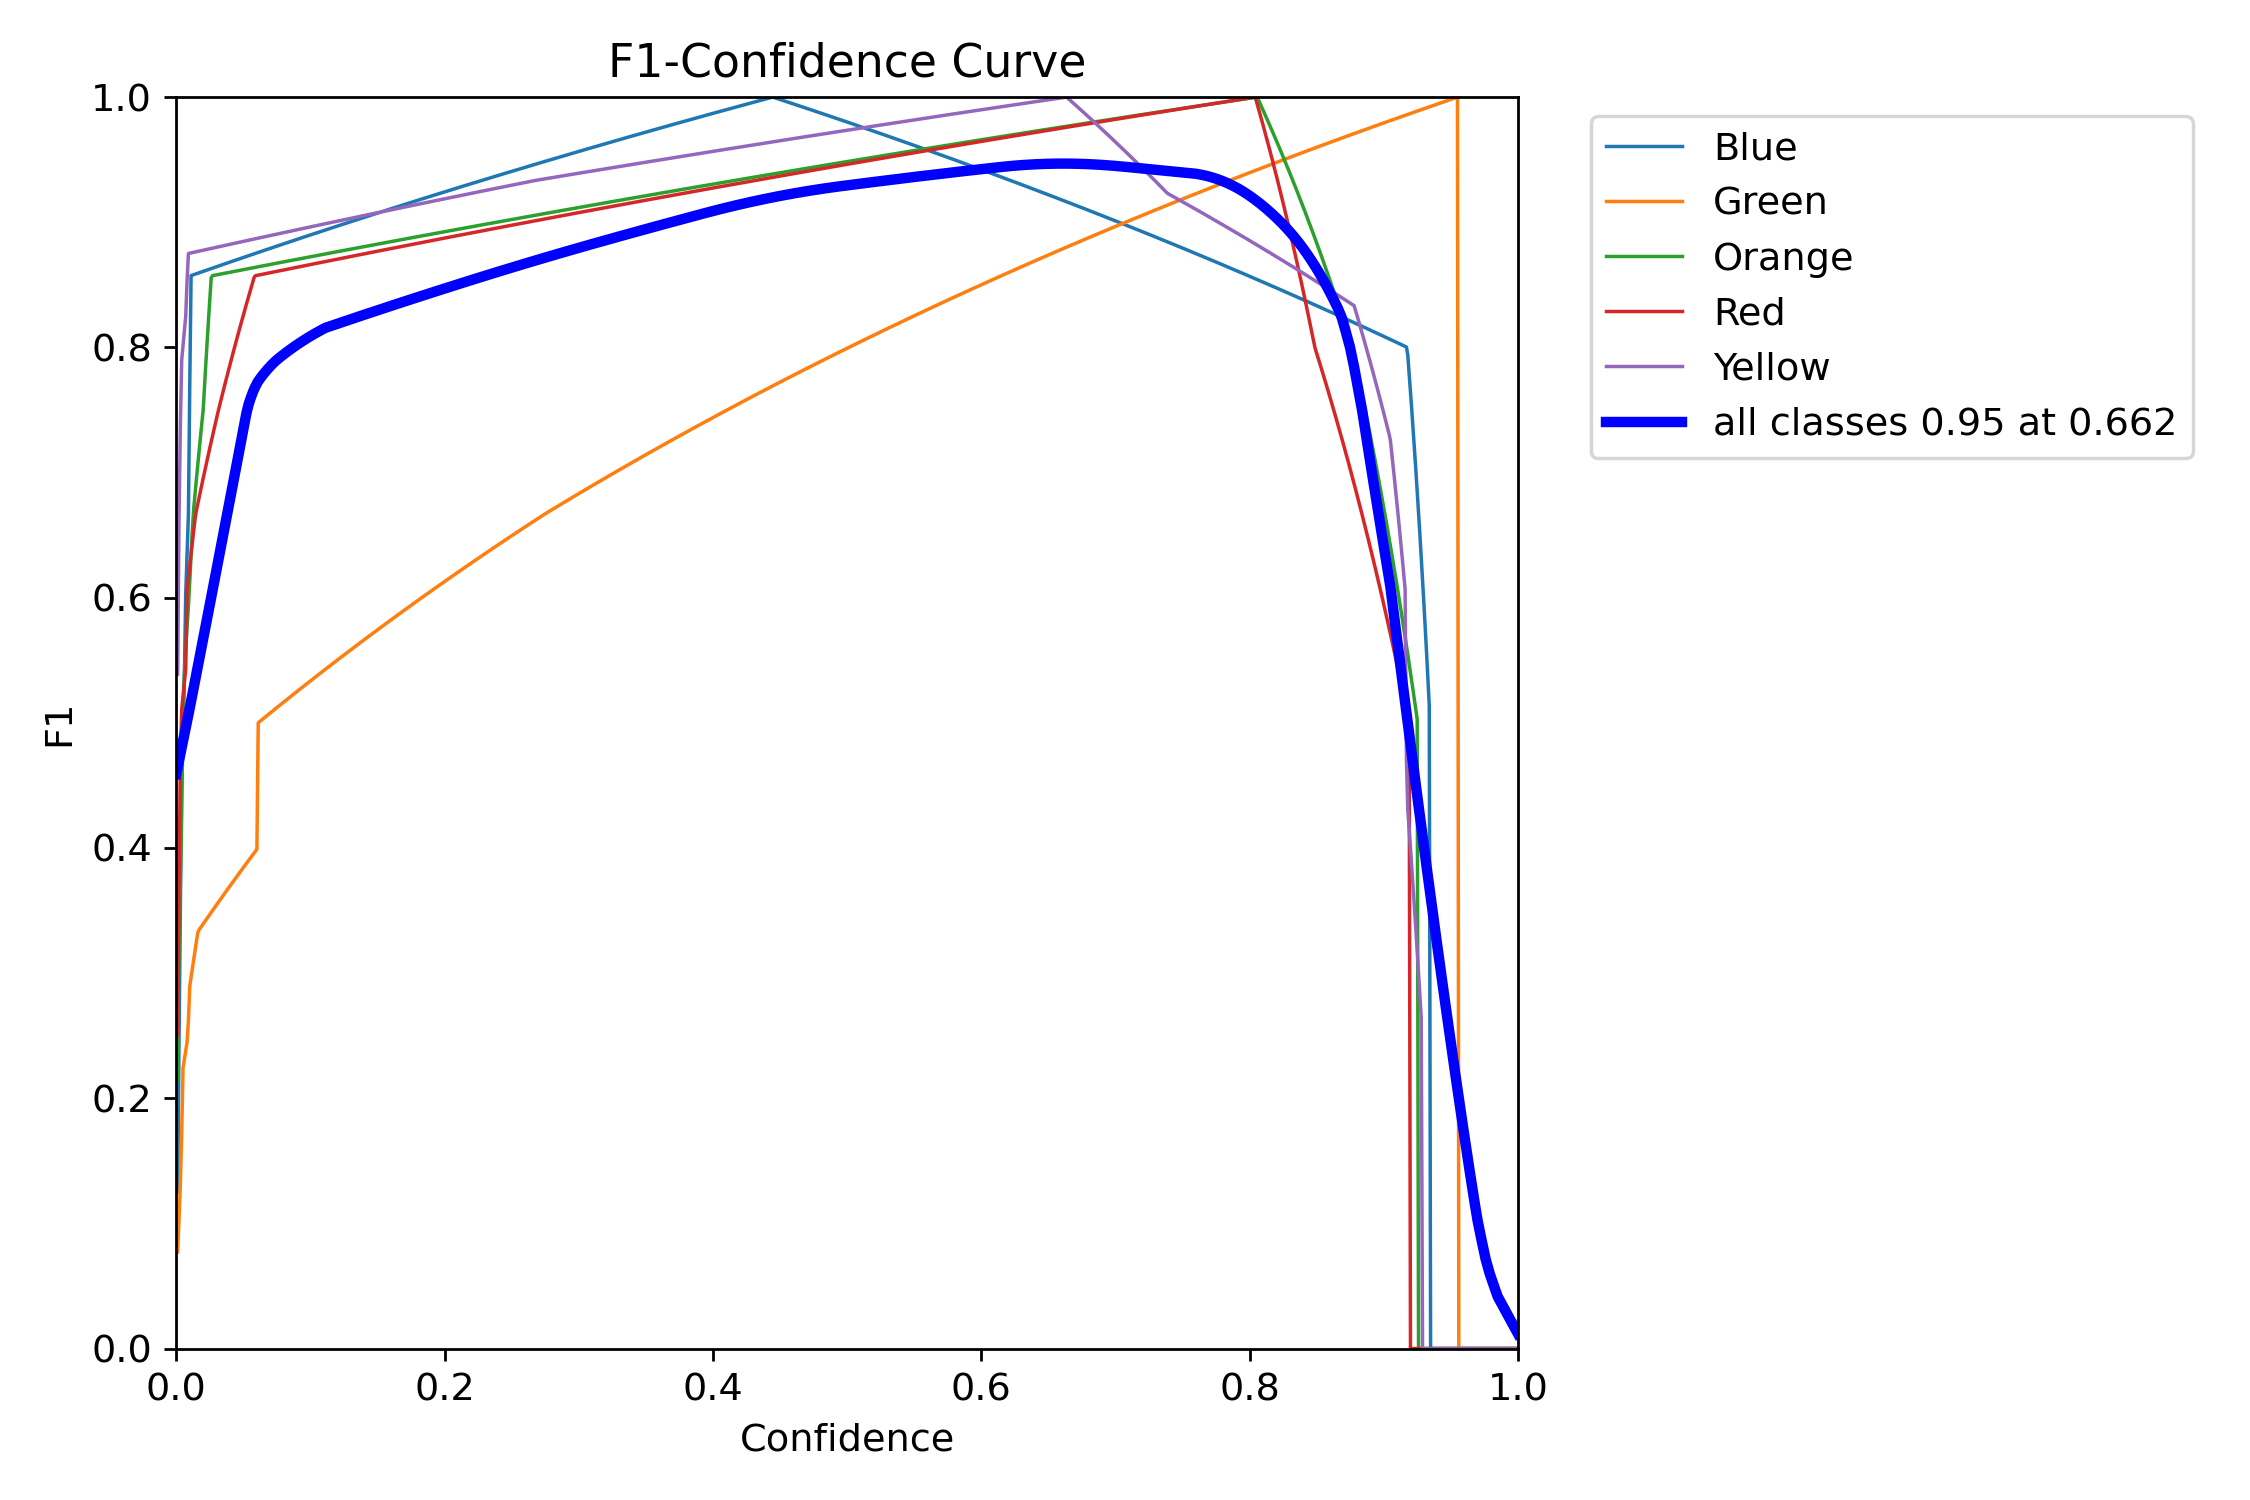 F1-Confidence Curve
1.0
0.8
0.6
0.4
0.2
0.0
F1
0.0 0.2 0.4 0.6 0.8 1.0
Confidence
Blue
Green
Orange
Red
Yellow
all classes 0.95 at 0.662